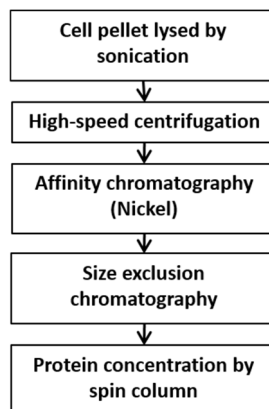 Cell pellet lysed by
sonication
High-speed centrifugation
Affinity chromatography
(Nickel)
Size exclusion
chromatography
Protein concentration by
spin column